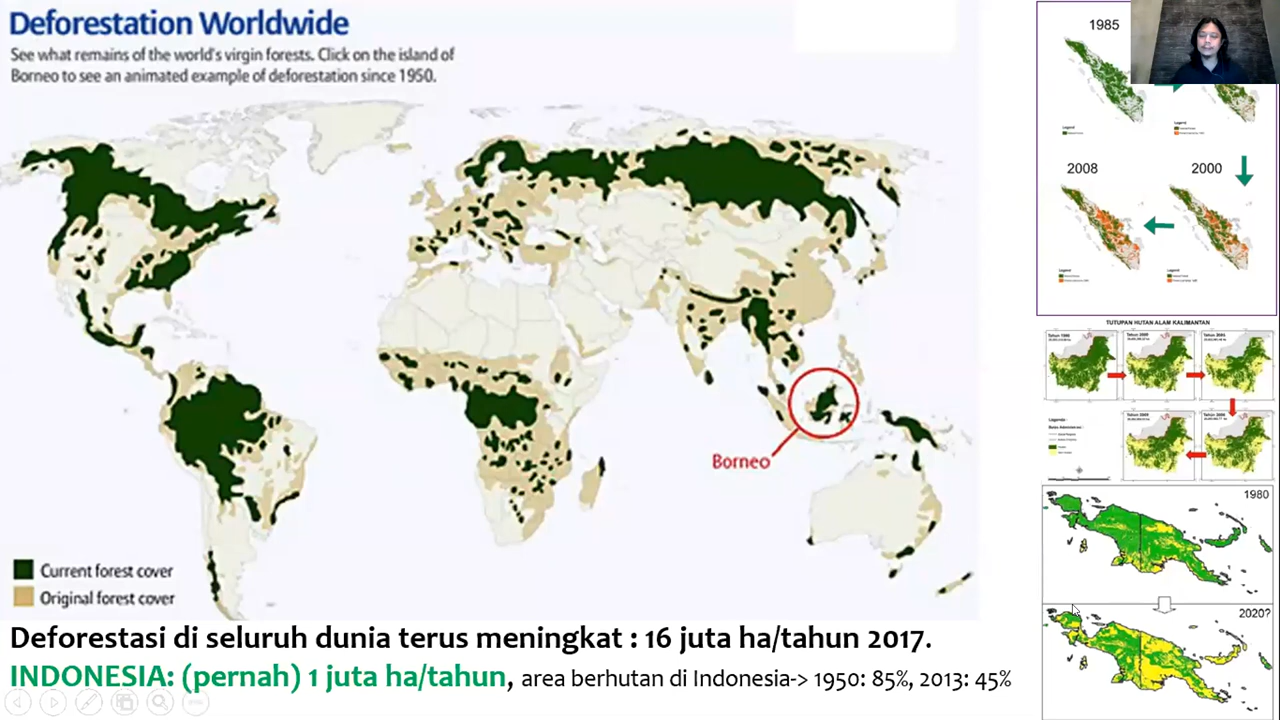 Deforestation Worldwide
See what remains of the world's virgin forests. Click on the island of
Borneo to see an animated example of deforestation since 1950.
Borneo
Current forest cover
Original forest cover
Deforestasi di seluruh dunia terus meningkat : 16 juta ha/tahun 2017.
INDONESIA: (pernah) 1 juta ha/tahun, area berhutan di Indonesia-> 1950: 85%, 2013: 45%
1985
2008
2000
TUTUPAN HUTAN ALAM KALIMANTAN
1980
2020?